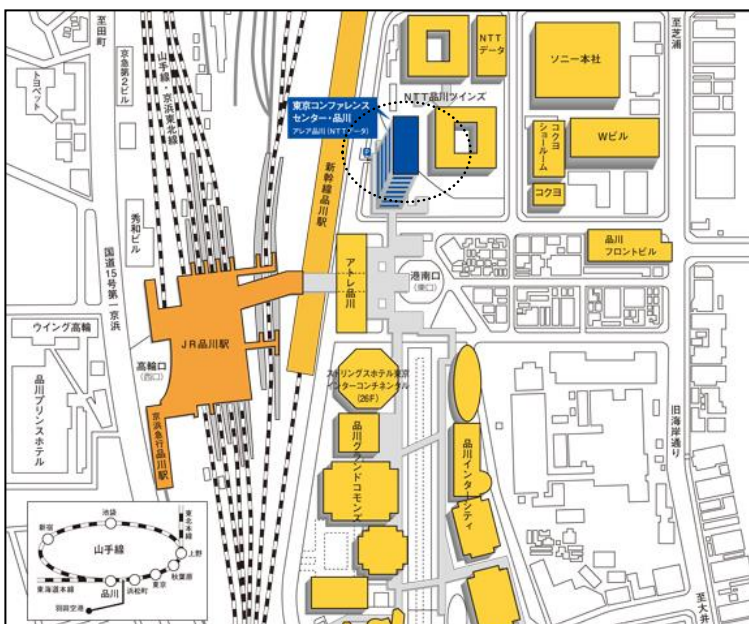 至田町
京急第2ビル
トヨペット
山手線・京浜東北線
NTT
データ
ソニー本社
至芝浦
東京コンファレンス
センター・品川
アレア品川（NTTデータ）
NTT品川ツインズ
P
コクヨ
ショールーム
Wビル
コクヨ
新幹線品川駅
秀和ビル
国道15号第一京浜
アトレ品川
港南口
（東口）
品川
フロントビル
ウイング高輪
JR品川駅
高輪口
（西口）
品川プリンスホテル
京浜急行品川駅
ストリングスホテル東京
インターコンチネンタル
(26F)
品川グランドコモンズ
品川インターシティ
旧海岸通り
池袋
新宿
東北本線
山手線
上野
秋葉原
東京
浜松町
品川
東海道本線
羽田空港
至大井